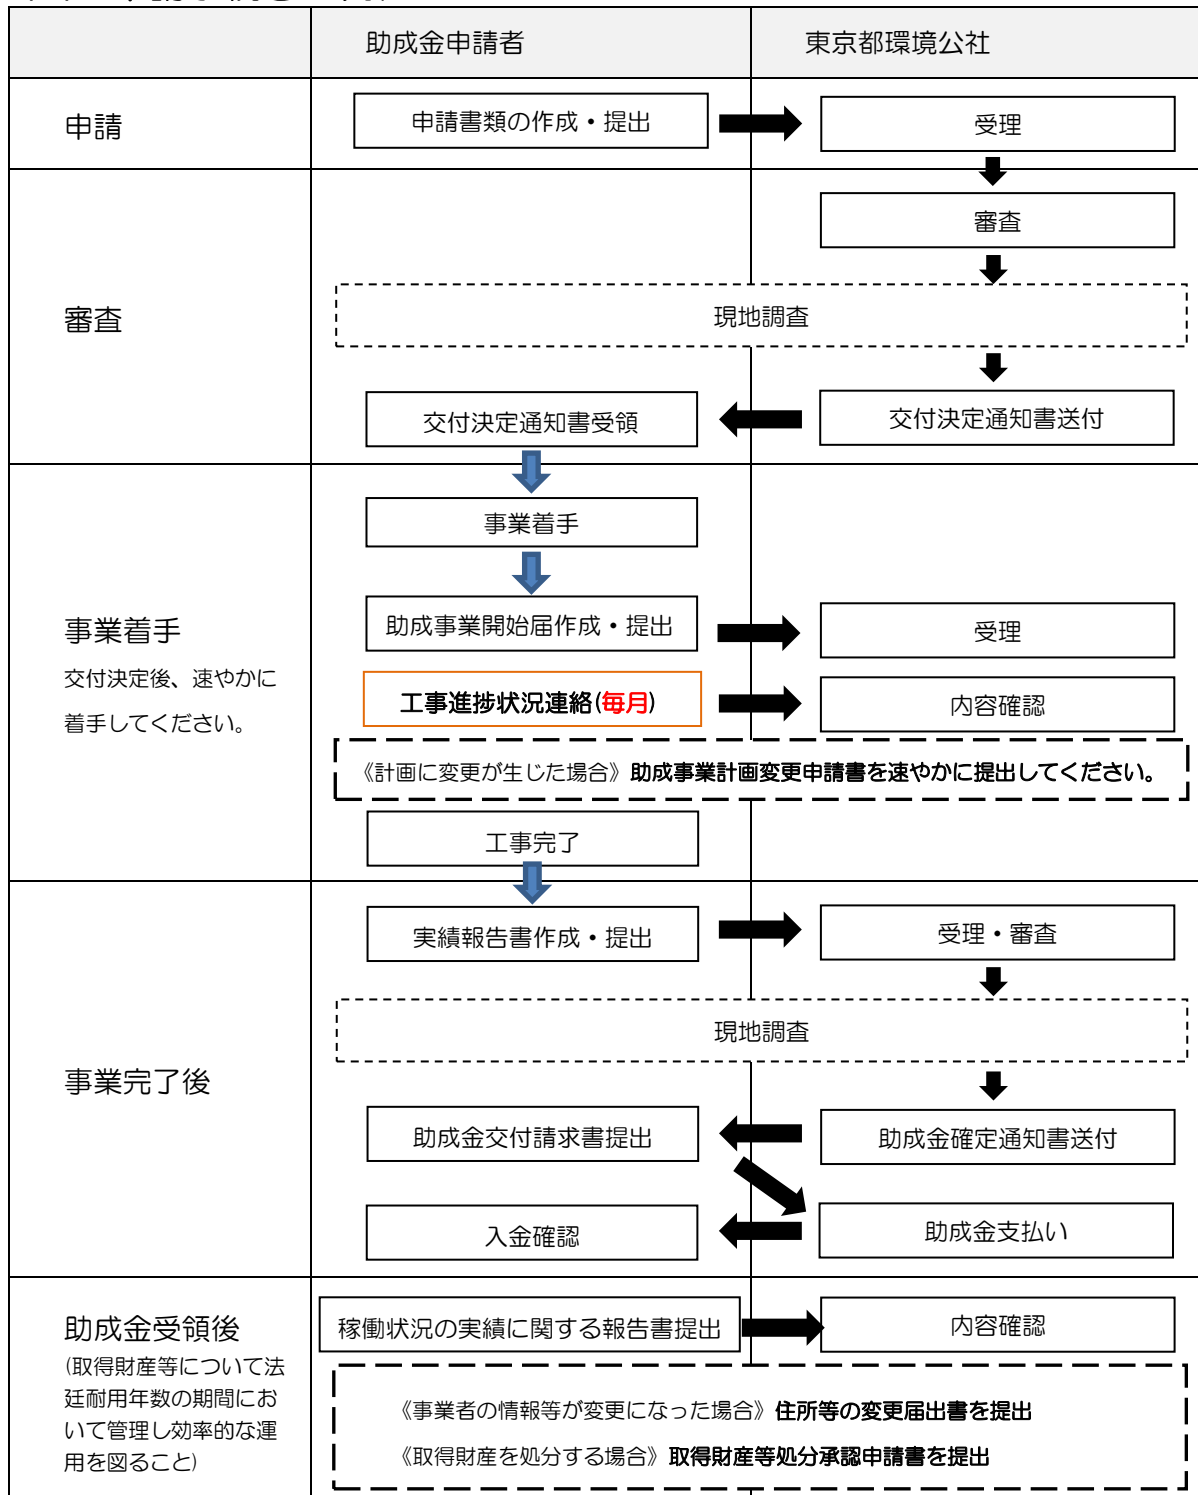 助成金申請者
東京都環境公社
申請
申請書類の作成・提出
受理
審査
審査
現地調査
交付決定通知書受領
交付決定通知書送付
事業着手
交付決定後、速やかに
着手してください。
事業着手
助成事業開始届作成・提出
受理
工事進捗状況連絡(毎月)
内容確認
《計画に変更が生じた場合》助成事業計画変更申請書を速やかに提出してください。
工事完了
事業完了後
実績報告書作成・提出
受理・審査
現地調査
助成金交付請求書提出
助成金確定通知書送付
入金確認
助成金支払い
助成金受領後
(取得財産等について法
廷耐用年数の期間にお
いて管理し効率的な運
用を図ること)
稼働状況の実績に関する報告書提出
内容確認
《事業者の情報等が変更になった場合》住所等の変更届出書を提出
《取得財産を処分する場合》取得財産等処分承認申請書を提出